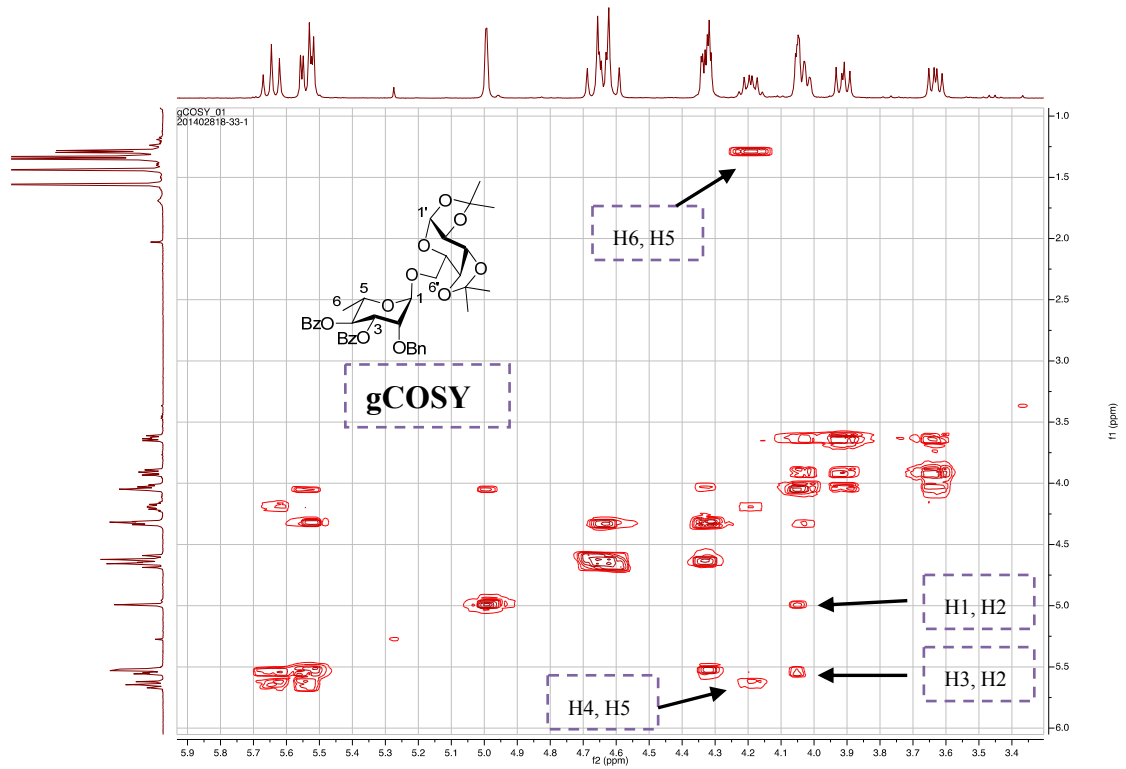 gCOSY_01
201402818-33-1
1.0
1.5
2.0
2.5
3.0
3.5
4.0
4.5
5.0
5.5
6.0
f1 (ppm)
H6, H5
1'
O
O
O
O
O
O
6'
5
6
O
1
BzO
3
BzO
OBn
gCOSY
H1, H2
H3, H2
H4, H5
5.9 5.8 5.7 5.6 5.5 5.4 5.3 5.2 5.1 5.0 4.9 4.8 4.7 4.6 4.5 4.4 4.3 4.2 4.1 4.0 3.9 3.8 3.7 3.6 3.5 3.4
f2 (ppm)